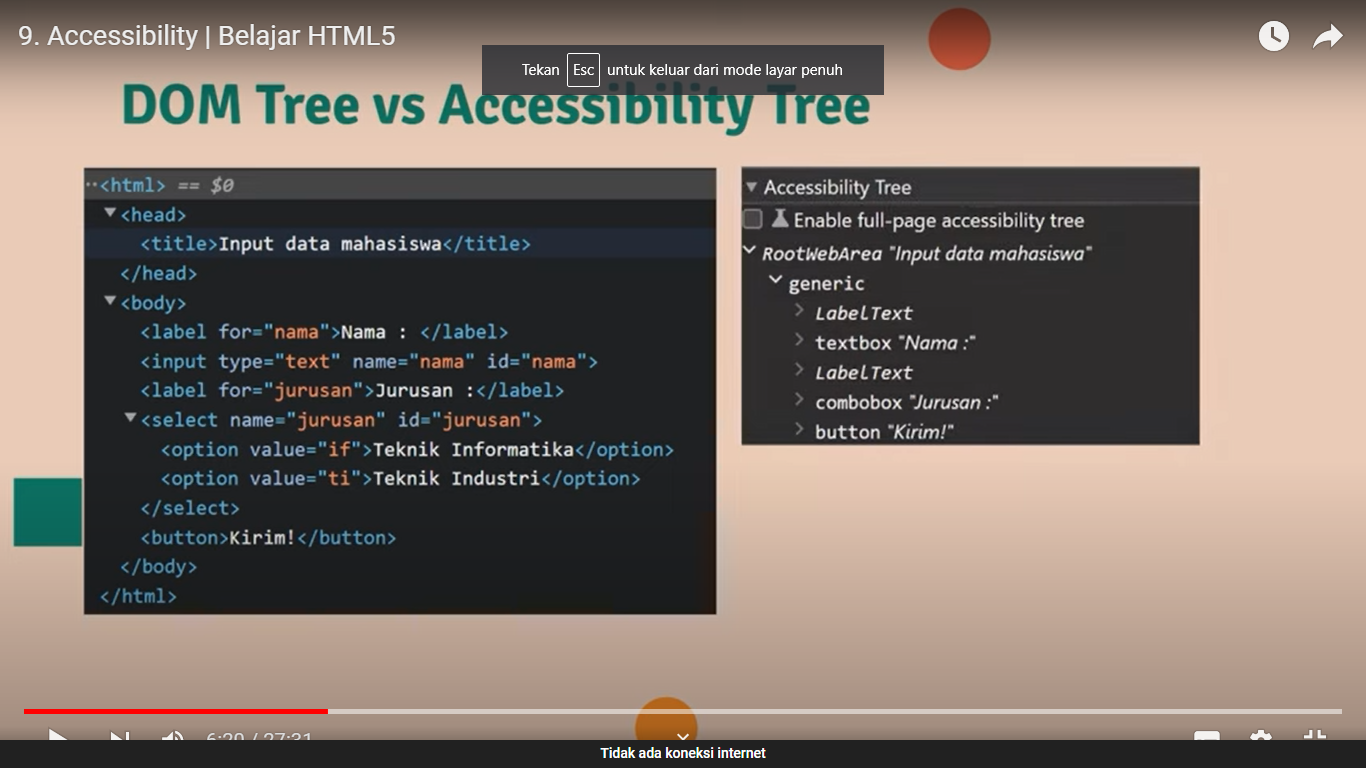 9. Accessibility | Belajar HTML5
Tekan Esc untuk keluar dari mode layar penuh
DOM Tree vs Accessibility Tree
··<html> == $0
<head>
<title>Input data mahasiswa</title>
</head>
<body>
<label for="nama">Nama : </label>
<input type="text" name="nama" id="nama">
<label for="jurusan">Jurusan :</label>
<select name="jurusan" id="jurusan">
<option value="if">Teknik Informatika</option>
<option value="ti">Teknik Industri</option>
</select>
<button>Kirim!</button>
</body>
</html>
Accessibility Tree
Enable full-page accessibility tree
RootWebArea "Input data mahasiswa"
generic
LabelText
textbox "Nama :"
LabelText
combobox "Jurusan :"
button "Kirim!"
6:20 / 27:31
Tidak ada koneksi internet